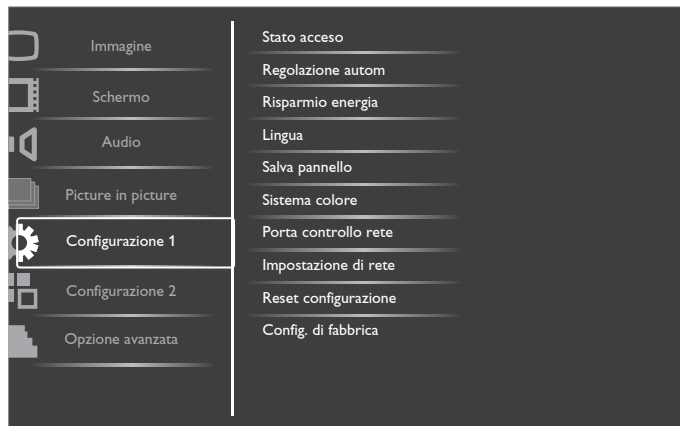 Immagine
Schermo
Audio
Picture in picture
Configurazione 1
Configurazione 2
Opzione avanzata
Stato acceso
Regolazione autom
Risparmio energia
Lingua
Salva pannello
Sistema colore
Porta controllo rete
Impostazione di rete
Reset configurazione
Config. di fabbrica